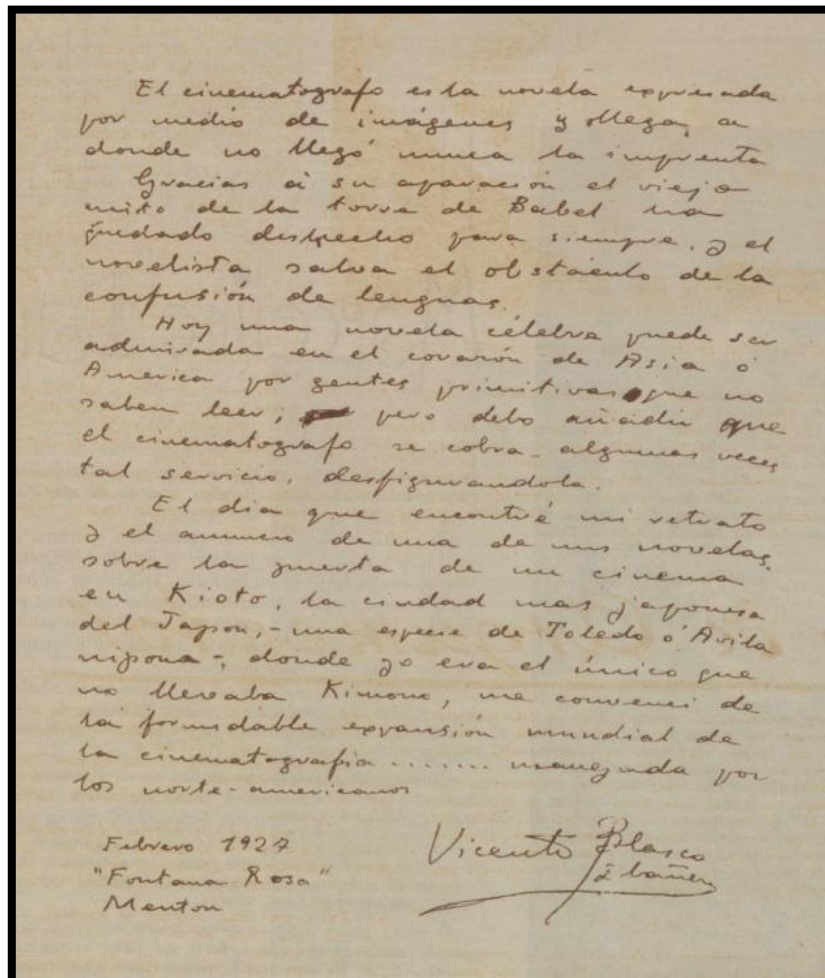 El cinematografo es la novela expresada
por medio de imágenes y llega, a
donde no llegó nunca la imprenta
Gracias á su aparación el viejo
mito de la torre de Babel ha
quedado deshecho para siempre, y el
novelista salva el obstáculo de la
confusión de lenguas.
Hoy una novela célebre puede ser
admirada en el corazón de Asia ó
America por gentes primitivas que no
saben leer; pero debo añadir que
el cinematografo se cobra algunas veces
tal servicio, desfigurandola.
El dia que encontré mi retrato
y el anuncio de una de mis novelas,
sobre la puerta de un cinema
en Kioto, la ciudad mas japonesa
del Japon, - una especie de Toledo ó Avila
nipona -, donde yo era el único que
no llevaba Kimono, me convencí de
la formidable expansión mundial de
la cinematografia ....... manejada por
los norte-americanos
Febrero 1927
"Fontana Rosa"
Menton
Vicente Blasco
Ibañez